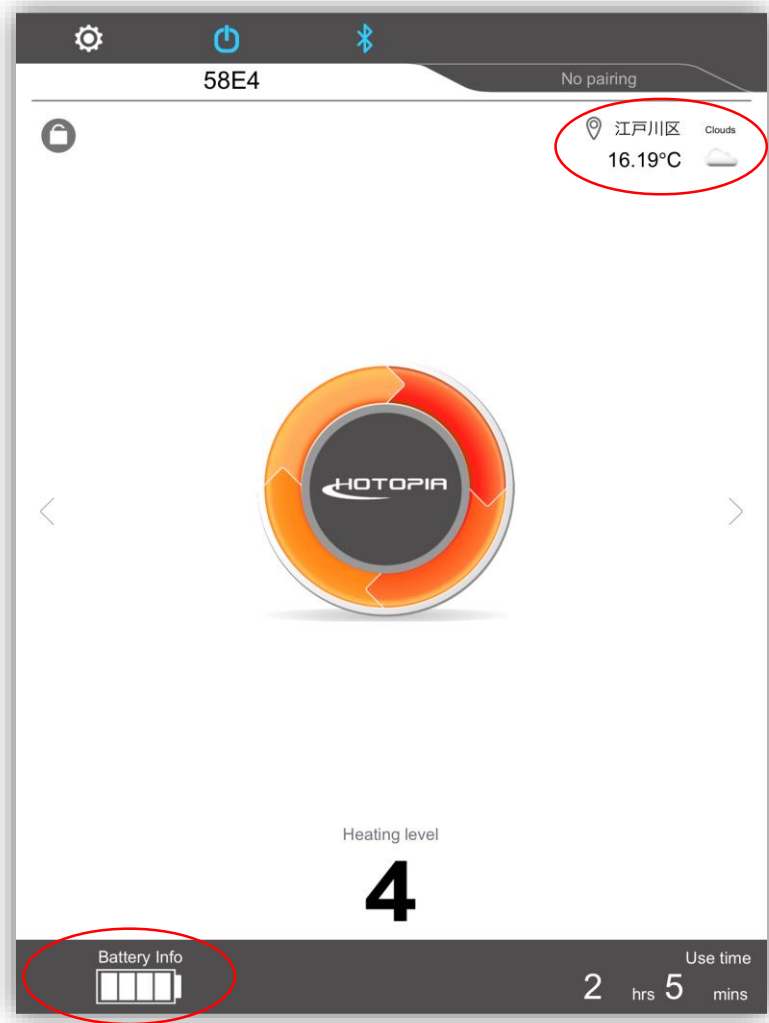 58E4
No pairing
江戸川区 Clouds
16.19°C
HOTOPIA
Heating level
4
Battery Info
Use time
2 hrs 5 mins